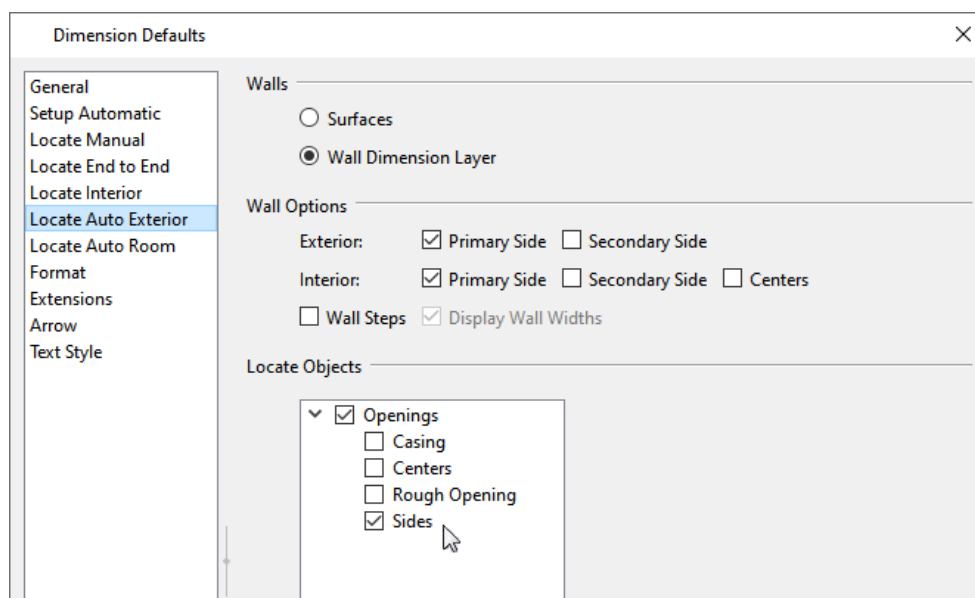 Dimension Defaults
General
Setup Automatic
Locate Manual
Locate End to End
Locate Interior
Locate Auto Exterior
Locate Auto Room
Format
Extensions
Arrow
Text Style
Walls
Surfaces
Wall Dimension Layer
Wall Options
Exterior: Primary Side Secondary Side
Interior: Primary Side Secondary Side Centers
Wall Steps Display Wall Widths
Locate Objects
Openings
Casing
Centers
Rough Opening
Sides